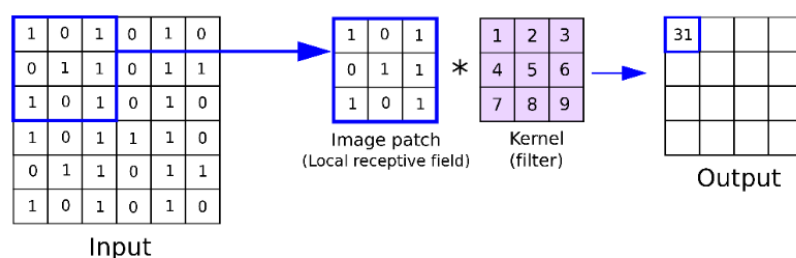 1 0 1 0 1 0
0 1 1 0 1 1
1 0 1 0 1 0
1 0 1 1 1 0
0 1 1 0 1 1
1 0 1 0 1 0
Input
1 0 1
0 1 1
1 0 1
Image patch
(Local receptive field)
*
1 2 3
4 5 6
7 8 9
Kernel
(filter)
31
Output